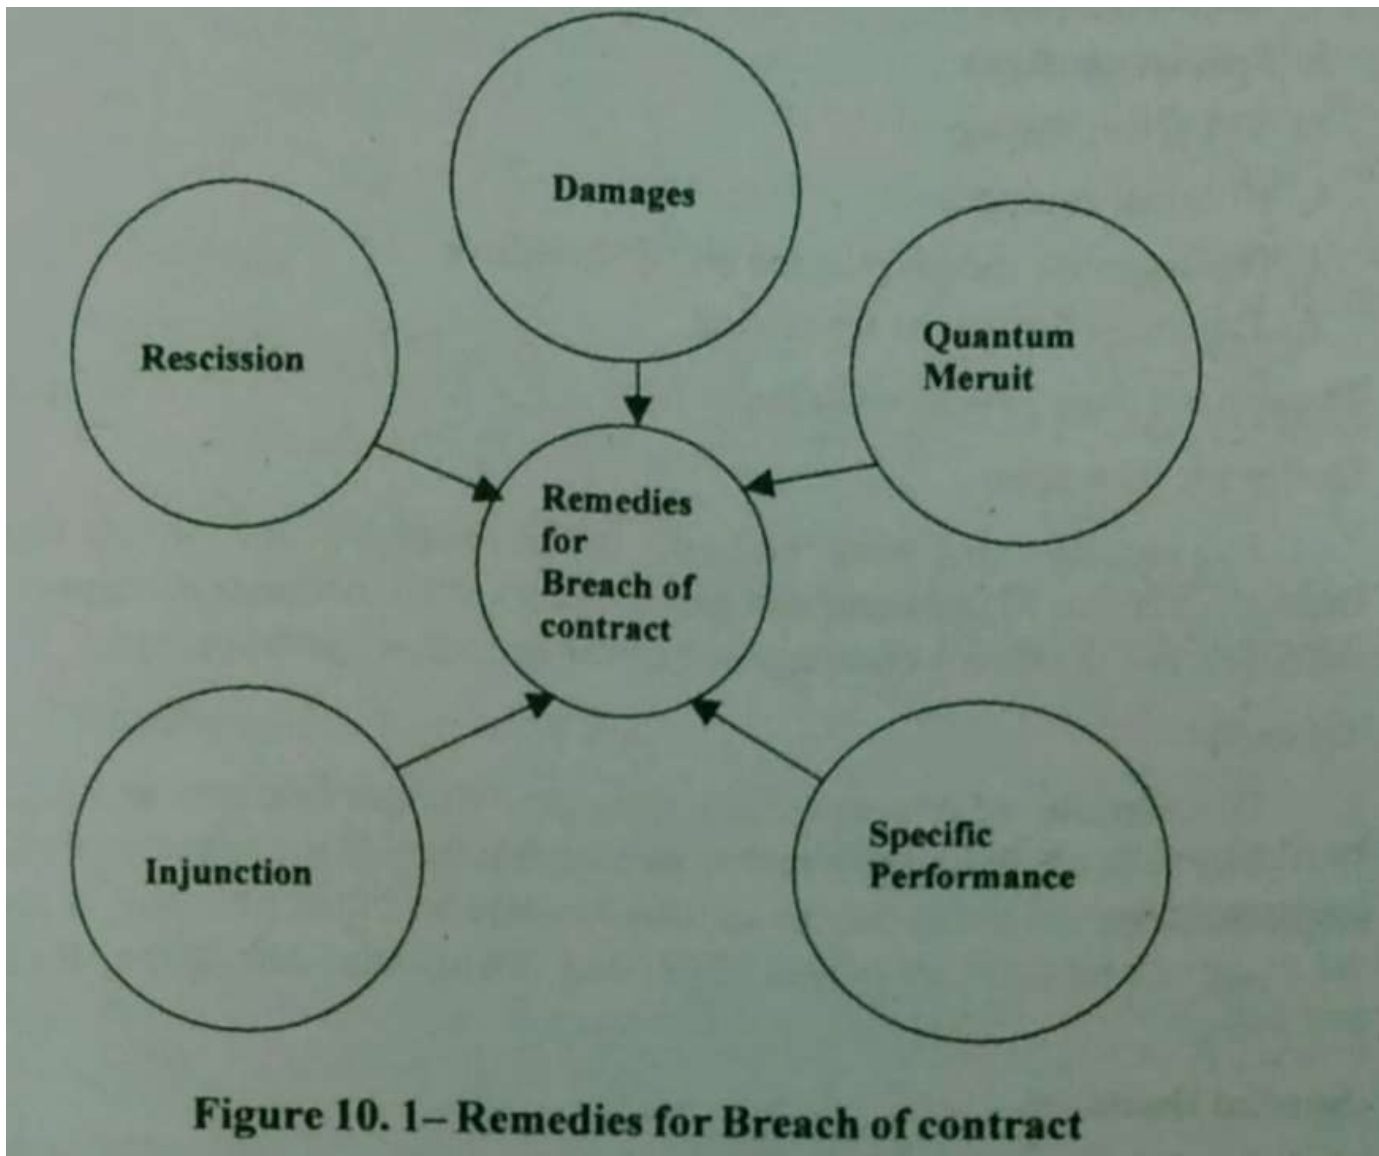 Damages
Rescission
Quantum
Meruit
Remedies
for
Breach of
contract
Injunction
Specific
Performance
Figure 10. 1– Remedies for Breach of contract